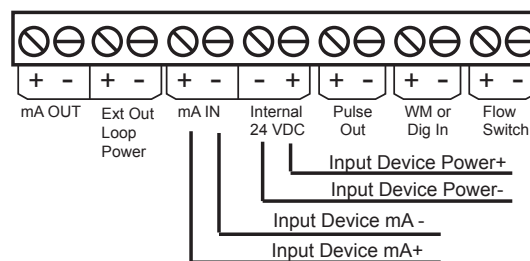 + - + - + - - + + - + - + -
mA OUT
Ext Out
Loop
Power
mA IN
Internal
24 VDC
Pulse
Out
WM or
Dig In
Flow
Switch
Input Device Power+
Input Device Power-
Input Device mA -
Input Device mA+